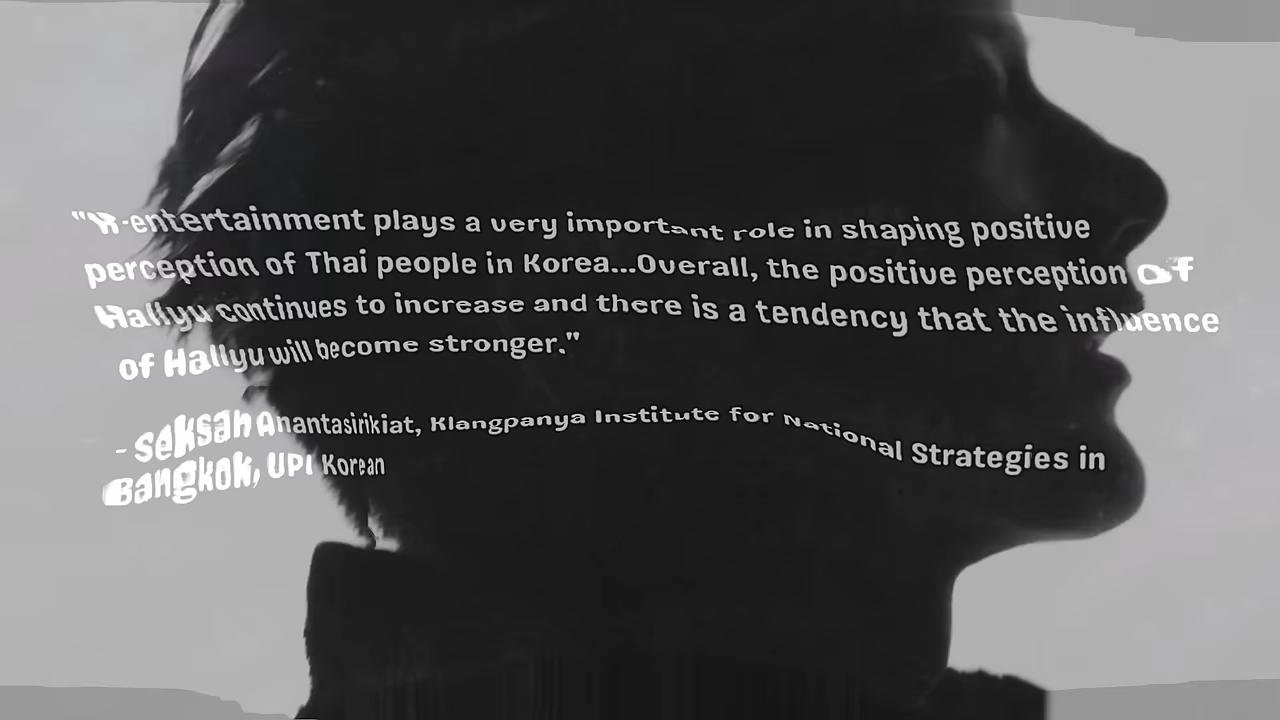 "K-entertainment plays a very important role in shaping positive
perception of Thai people in Korea...Overall, the positive perception of
Hallyu continues to increase and there is a tendency that the influence
of Hallyu will become stronger."
- Seksan Anantasirikiat, Klangpanya Institute for National Strategies in
Bangkok, UPI Korean